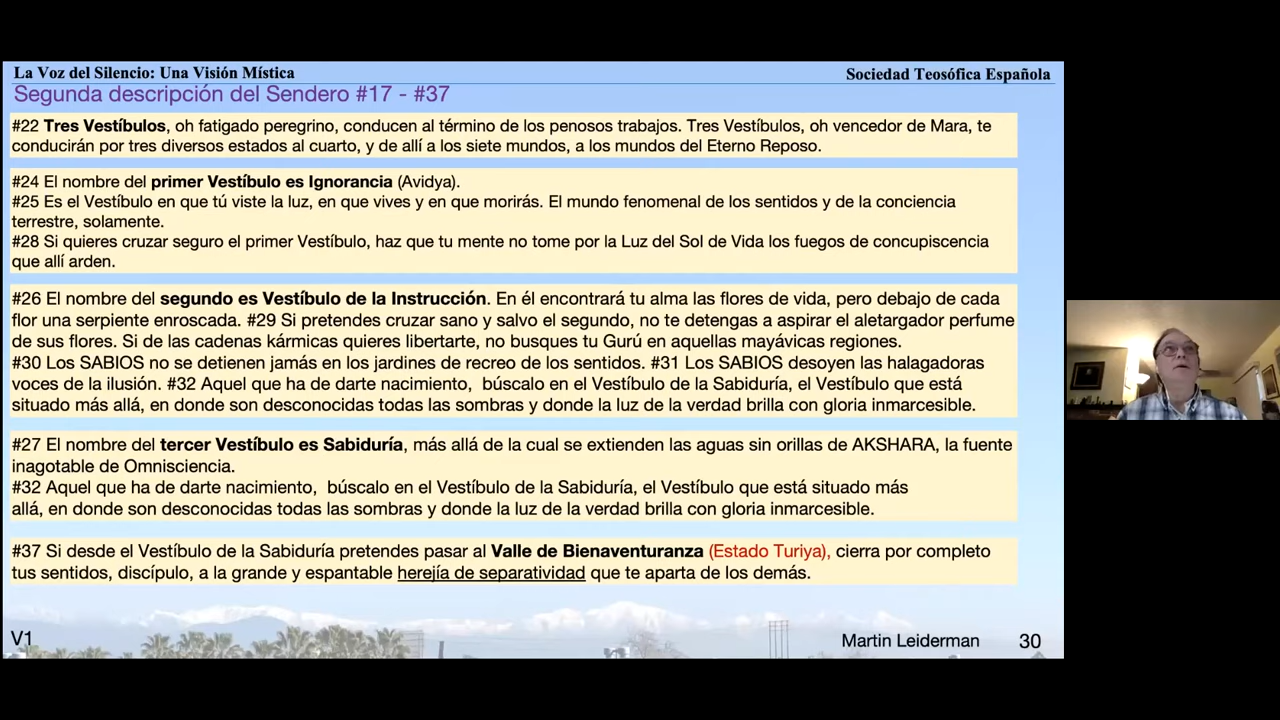 La Voz del Silencio: Una Visión Mística
Sociedad Teosófica Española
Segunda descripción del Sendero #17 - #37
#22 Tres Vestíbulos, oh fatigado peregrino, conducen al término de los penosos trabajos. Tres Vestíbulos, oh vencedor de Mara, te
conducirán por tres diversos estados al cuarto, y de allí a los siete mundos, a los mundos del Eterno Reposo.
#24 El nombre del primer Vestíbulo es Ignorancia (Avidya).
#25 Es el Vestíbulo en que tú viste la luz, en que vives y en que morirás. El mundo fenomenal de los sentidos y de la conciencia
terrestre, solamente.
#28 Si quieres cruzar seguro el primer Vestíbulo, haz que tu mente no tome por la Luz del Sol de Vida los fuegos de concupiscencia
que allí arden.
#26 El nombre del segundo es Vestíbulo de la Instrucción. En él encontrará tu alma las flores de vida, pero debajo de cada
flor una serpiente enroscada. #29 Si pretendes cruzar sano y salvo el segundo, no te detengas a aspirar el aletargador perfume
de sus flores. Si de las cadenas kármicas quieres libertarte, no busques tu Gurú en aquellas mayávicas regiones.
#30 Los SABIOS no se detienen jamás en los jardines de recreo de los sentidos. #31 Los SABIOS desoyen las halagadoras
voces de la ilusión. #32 Aquel que ha de darte nacimiento, búscalo en el Vestíbulo de la Sabiduría, el Vestíbulo que está
situado más allá, en donde son desconocidas todas las sombras y donde la luz de la verdad brilla con gloria inmarcesible.
#27 El nombre del tercer Vestíbulo es Sabiduría, más allá de la cual se extienden las aguas sin orillas de AKSHARA, la fuente
inagotable de Omnisciencia.
#32 Aquel que ha de darte nacimiento, búscalo en el Vestíbulo de la Sabiduría, el Vestíbulo que está situado más
allá, en donde son desconocidas todas las sombras y donde la luz de la verdad brilla con gloria inmarcesible.
#37 Si desde el Vestíbulo de la Sabiduría pretendes pasar al Valle de Bienaventuranza (Estado Turiya), cierra por completo
tus sentidos, discípulo, a la grande y espantable herejía de separatividad que te aparta de los demás.
V1
Martin Leiderman
30